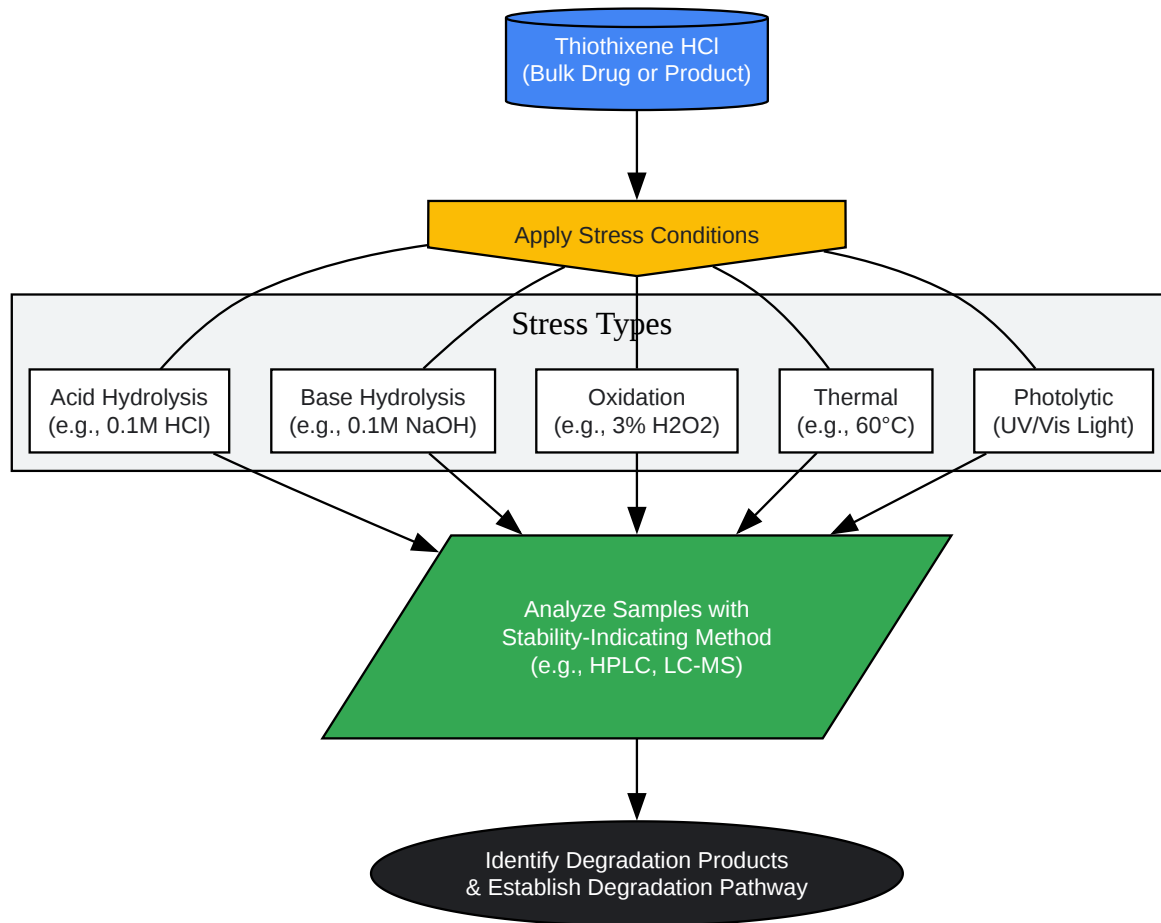 Thiothixene HCl
(Bulk Drug or Product)
Apply Stress Conditions
Stress Types
Acid Hydrolysis
(e.g., 0.1M HCl)
Base Hydrolysis
(e.g., 0.1M NaOH)
Oxidation
(e.g., 3% H2O2)
Thermal
(e.g., 60°C)
Photolytic
(UV/Vis Light)
Analyze Samples with
Stability-Indicating Method
(e.g., HPLC, LC-MS)
Identify Degradation Products
& Establish Degradation Pathway